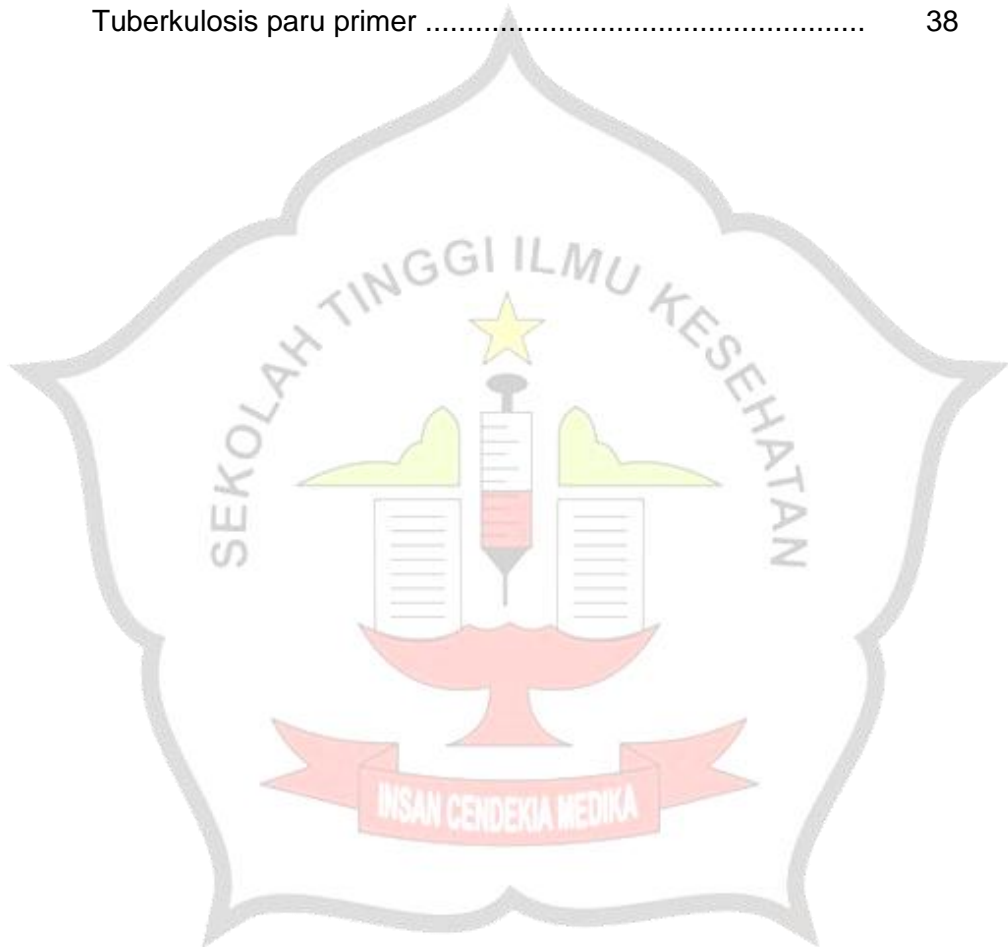 Tuberkulosis paru primer ..................................................... 38
SEKOLAH TINGGI ILMU KESEHATAN
INSAN CENDEKIA MEDIKA